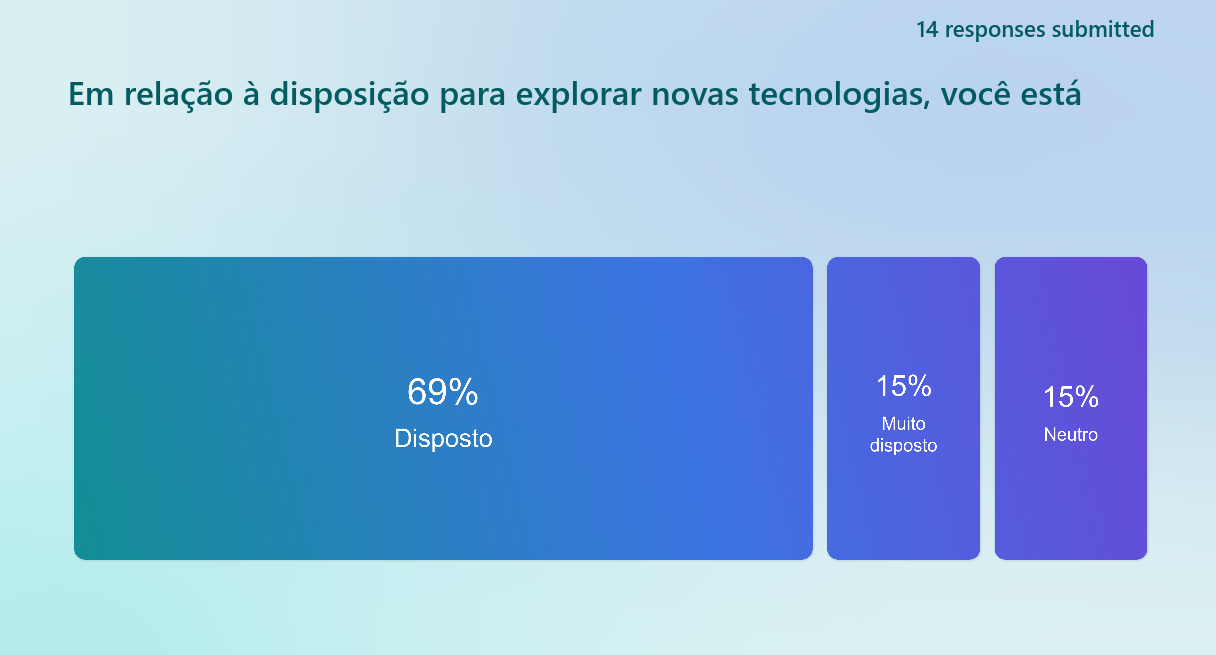 14 responses submitted
Em relação à disposição para explorar novas tecnologias, você está
69%
Disposto
15%
Muito
disposto
15%
Neutro